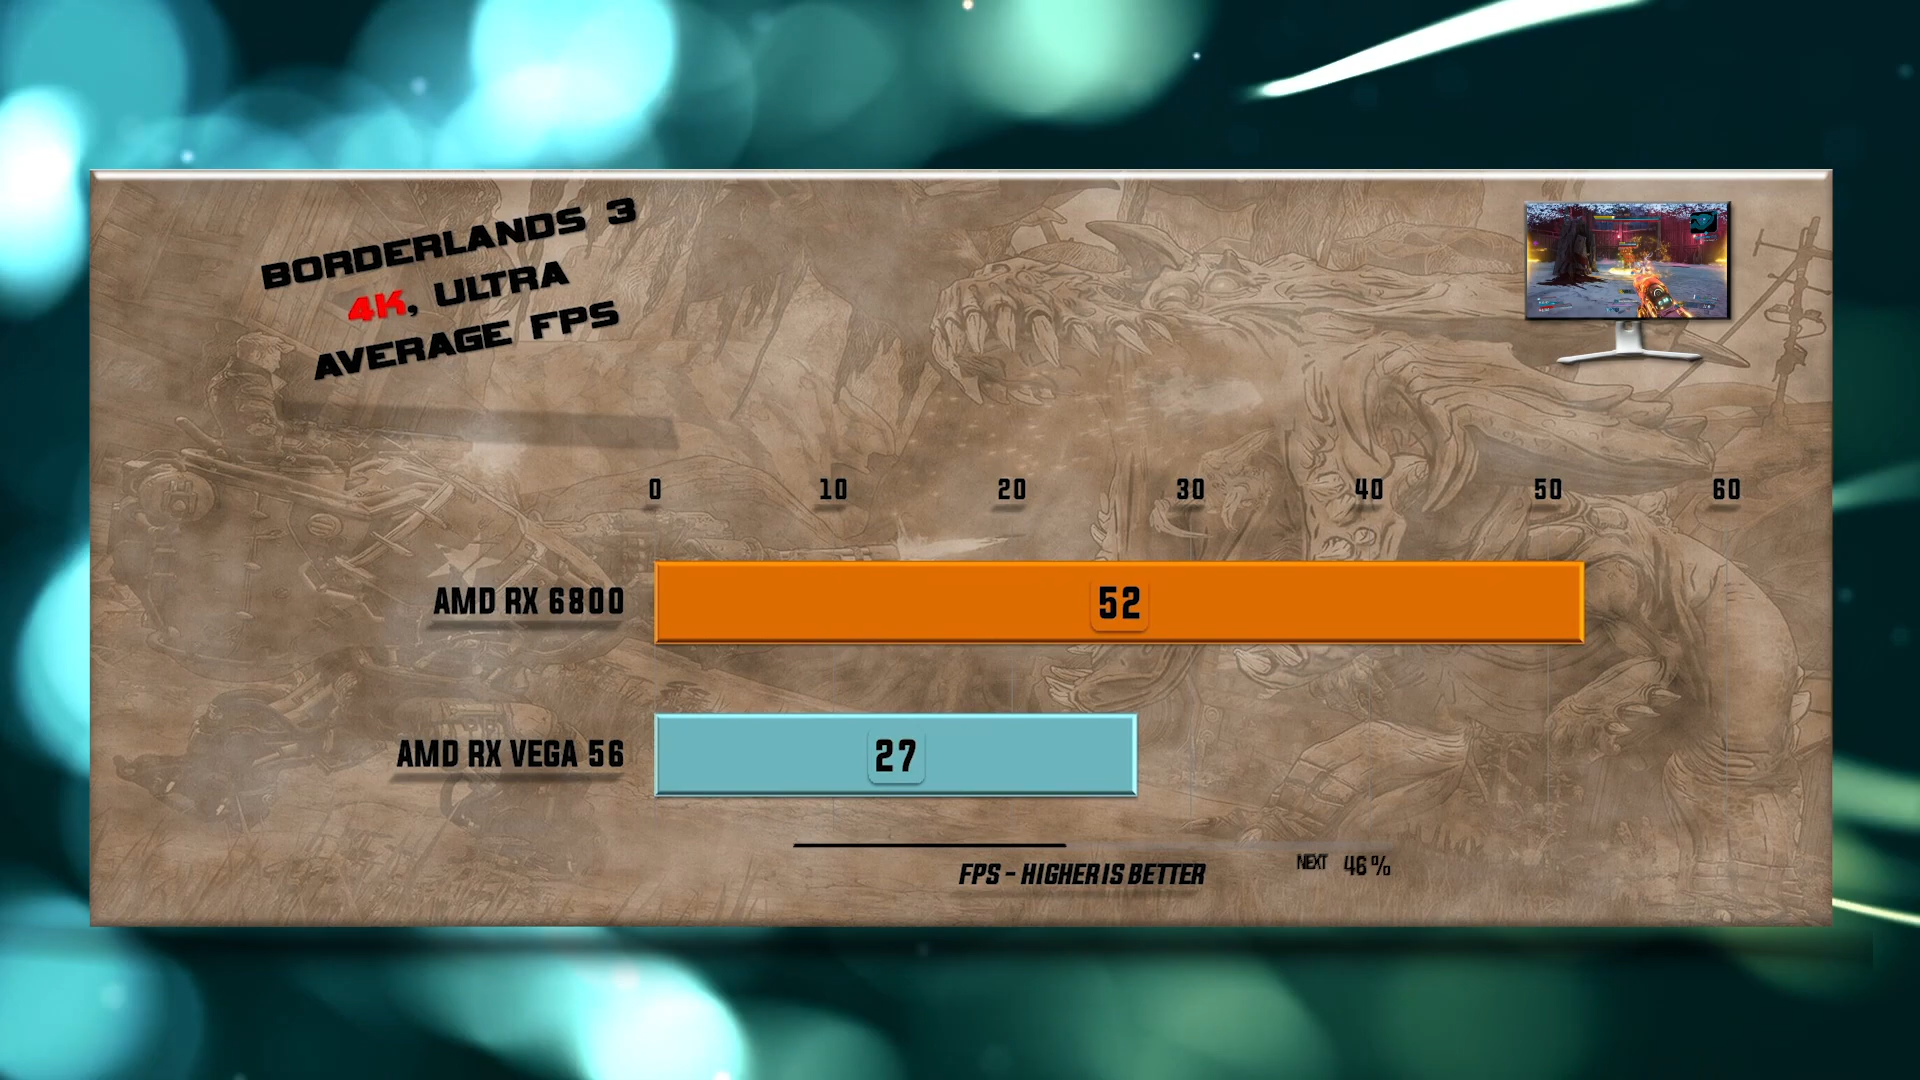 BORDERLANDS 3
4K, ULTRA
AVERAGE FPS
0 10 20 30 40 50 60
AMD RX 6800 52
AMD RX VEGA 56 27
FPS - HIGHER IS BETTER
NEXT 46%